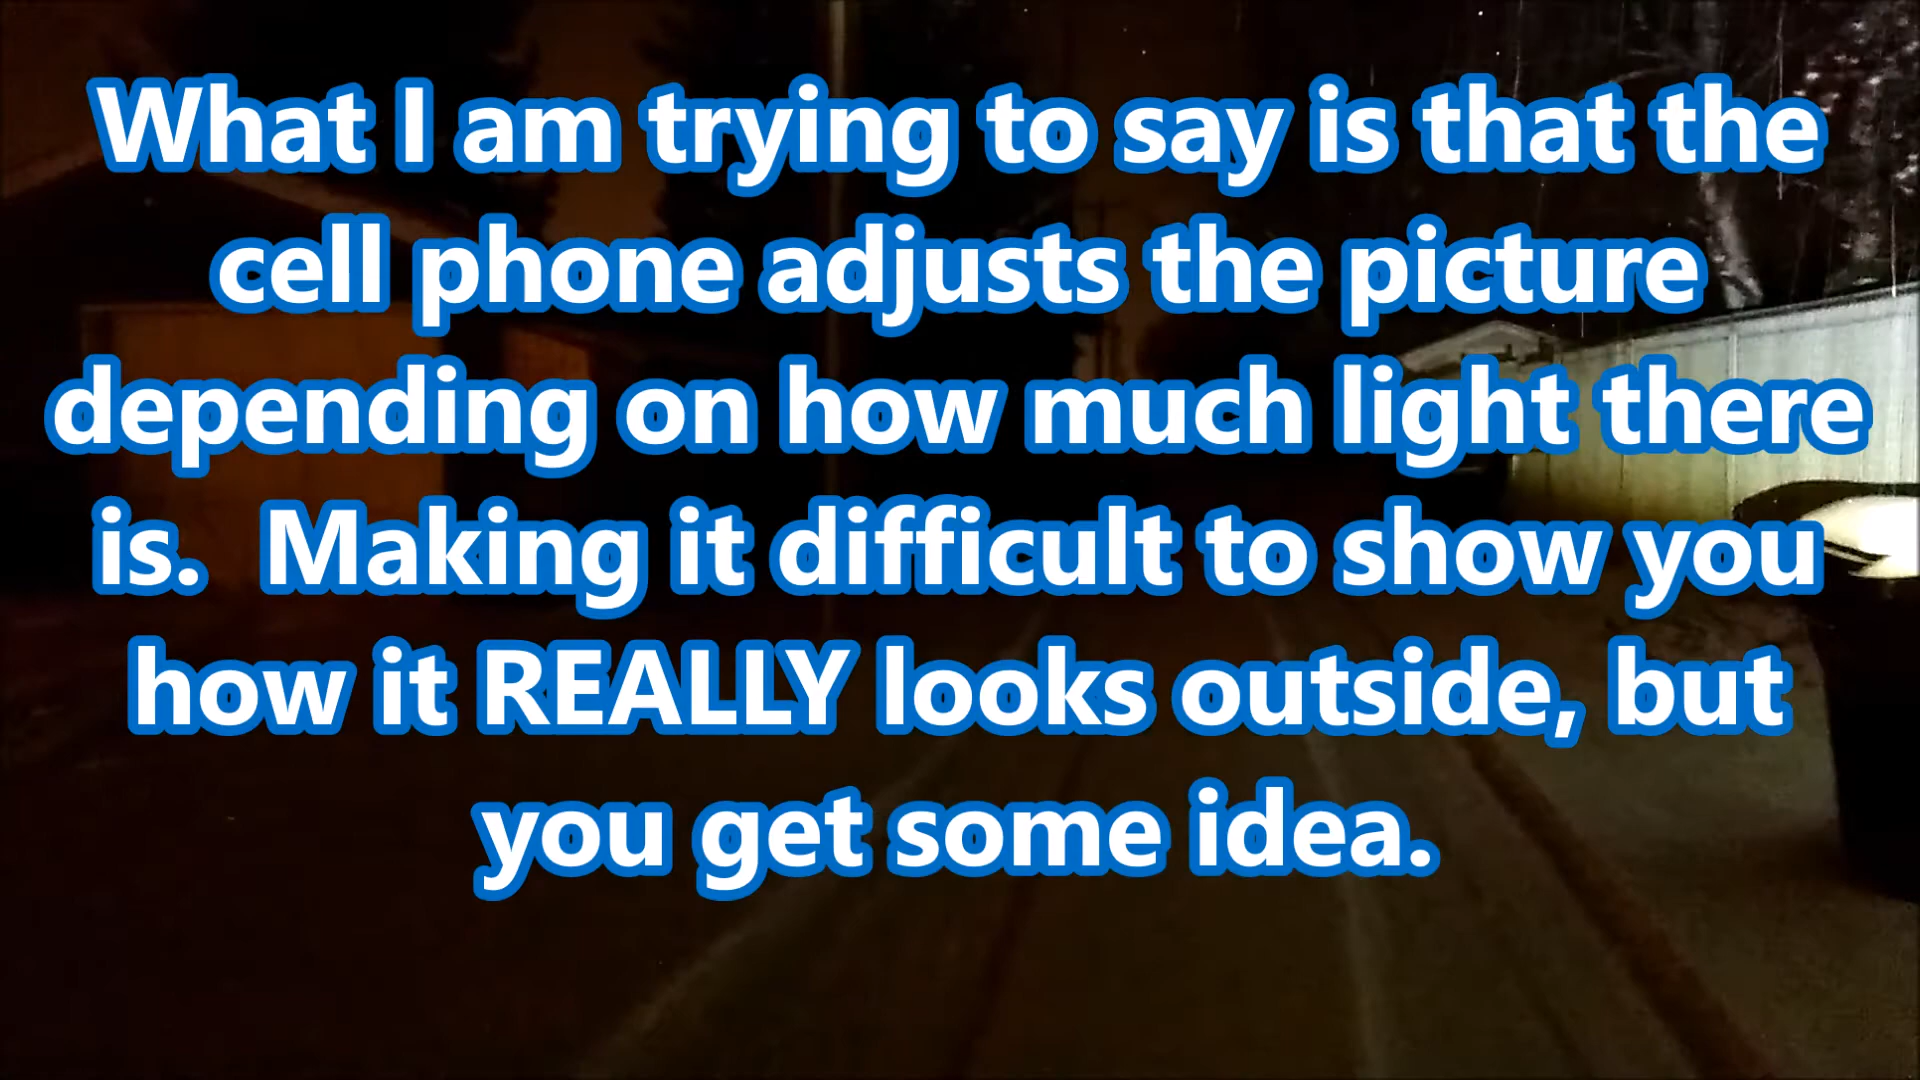 What I am trying to say is that the
cell phone adjusts the picture
depending on how much light there
is.  Making it difficult to show you
how it REALLY looks outside, but
you get some idea.